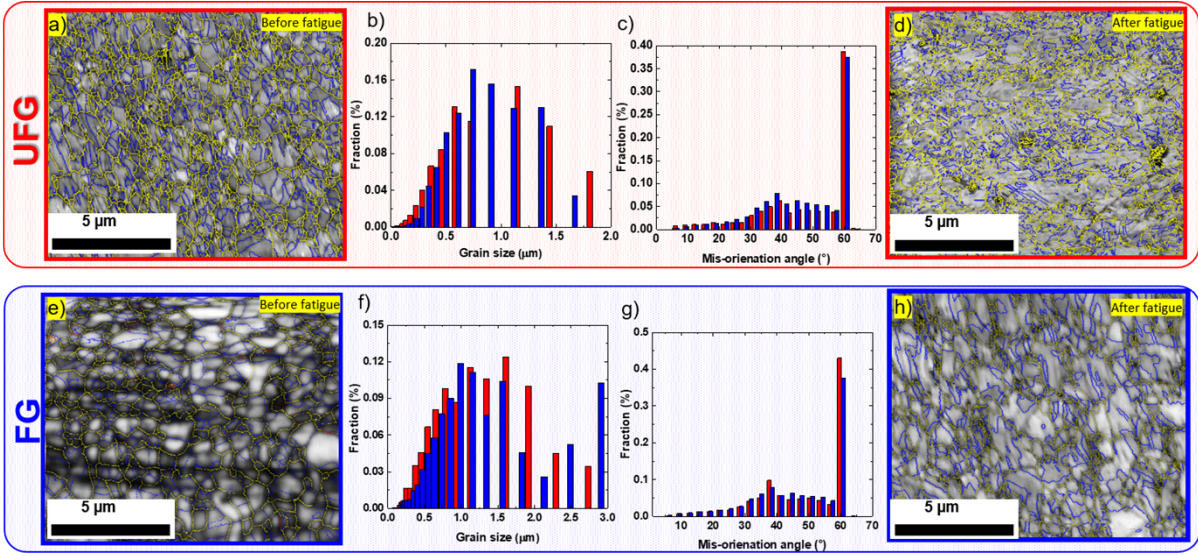 UFG
a)
Before fatigue
5 µm
b)
Fraction (%)
0.20
0.16
0.12
0.08
0.04
0.00
0.0 0.5 1.0 1.5 2.0
Grain size (µm)
c)
Fraction (%)
0.40
0.35
0.30
0.25
0.20
0.15
0.10
0.05
0.00
0 10 20 30 40 50 60 70
Mis-orienation angle (°)
d)
After fatigue
5 µm
FG
e)
Before fatigue
5 µm
f)
Fraction (%)
0.15
0.12
0.09
0.06
0.03
0.00
0.0 0.5 1.0 1.5 2.0 2.5 3.0
Grain size (µm)
g)
Fraction (%)
0.5
0.4
0.3
0.2
0.1
0.0
10 20 30 40 50 60 70
Mis-orienation angle (°)
h)
After fatigue
5 µm